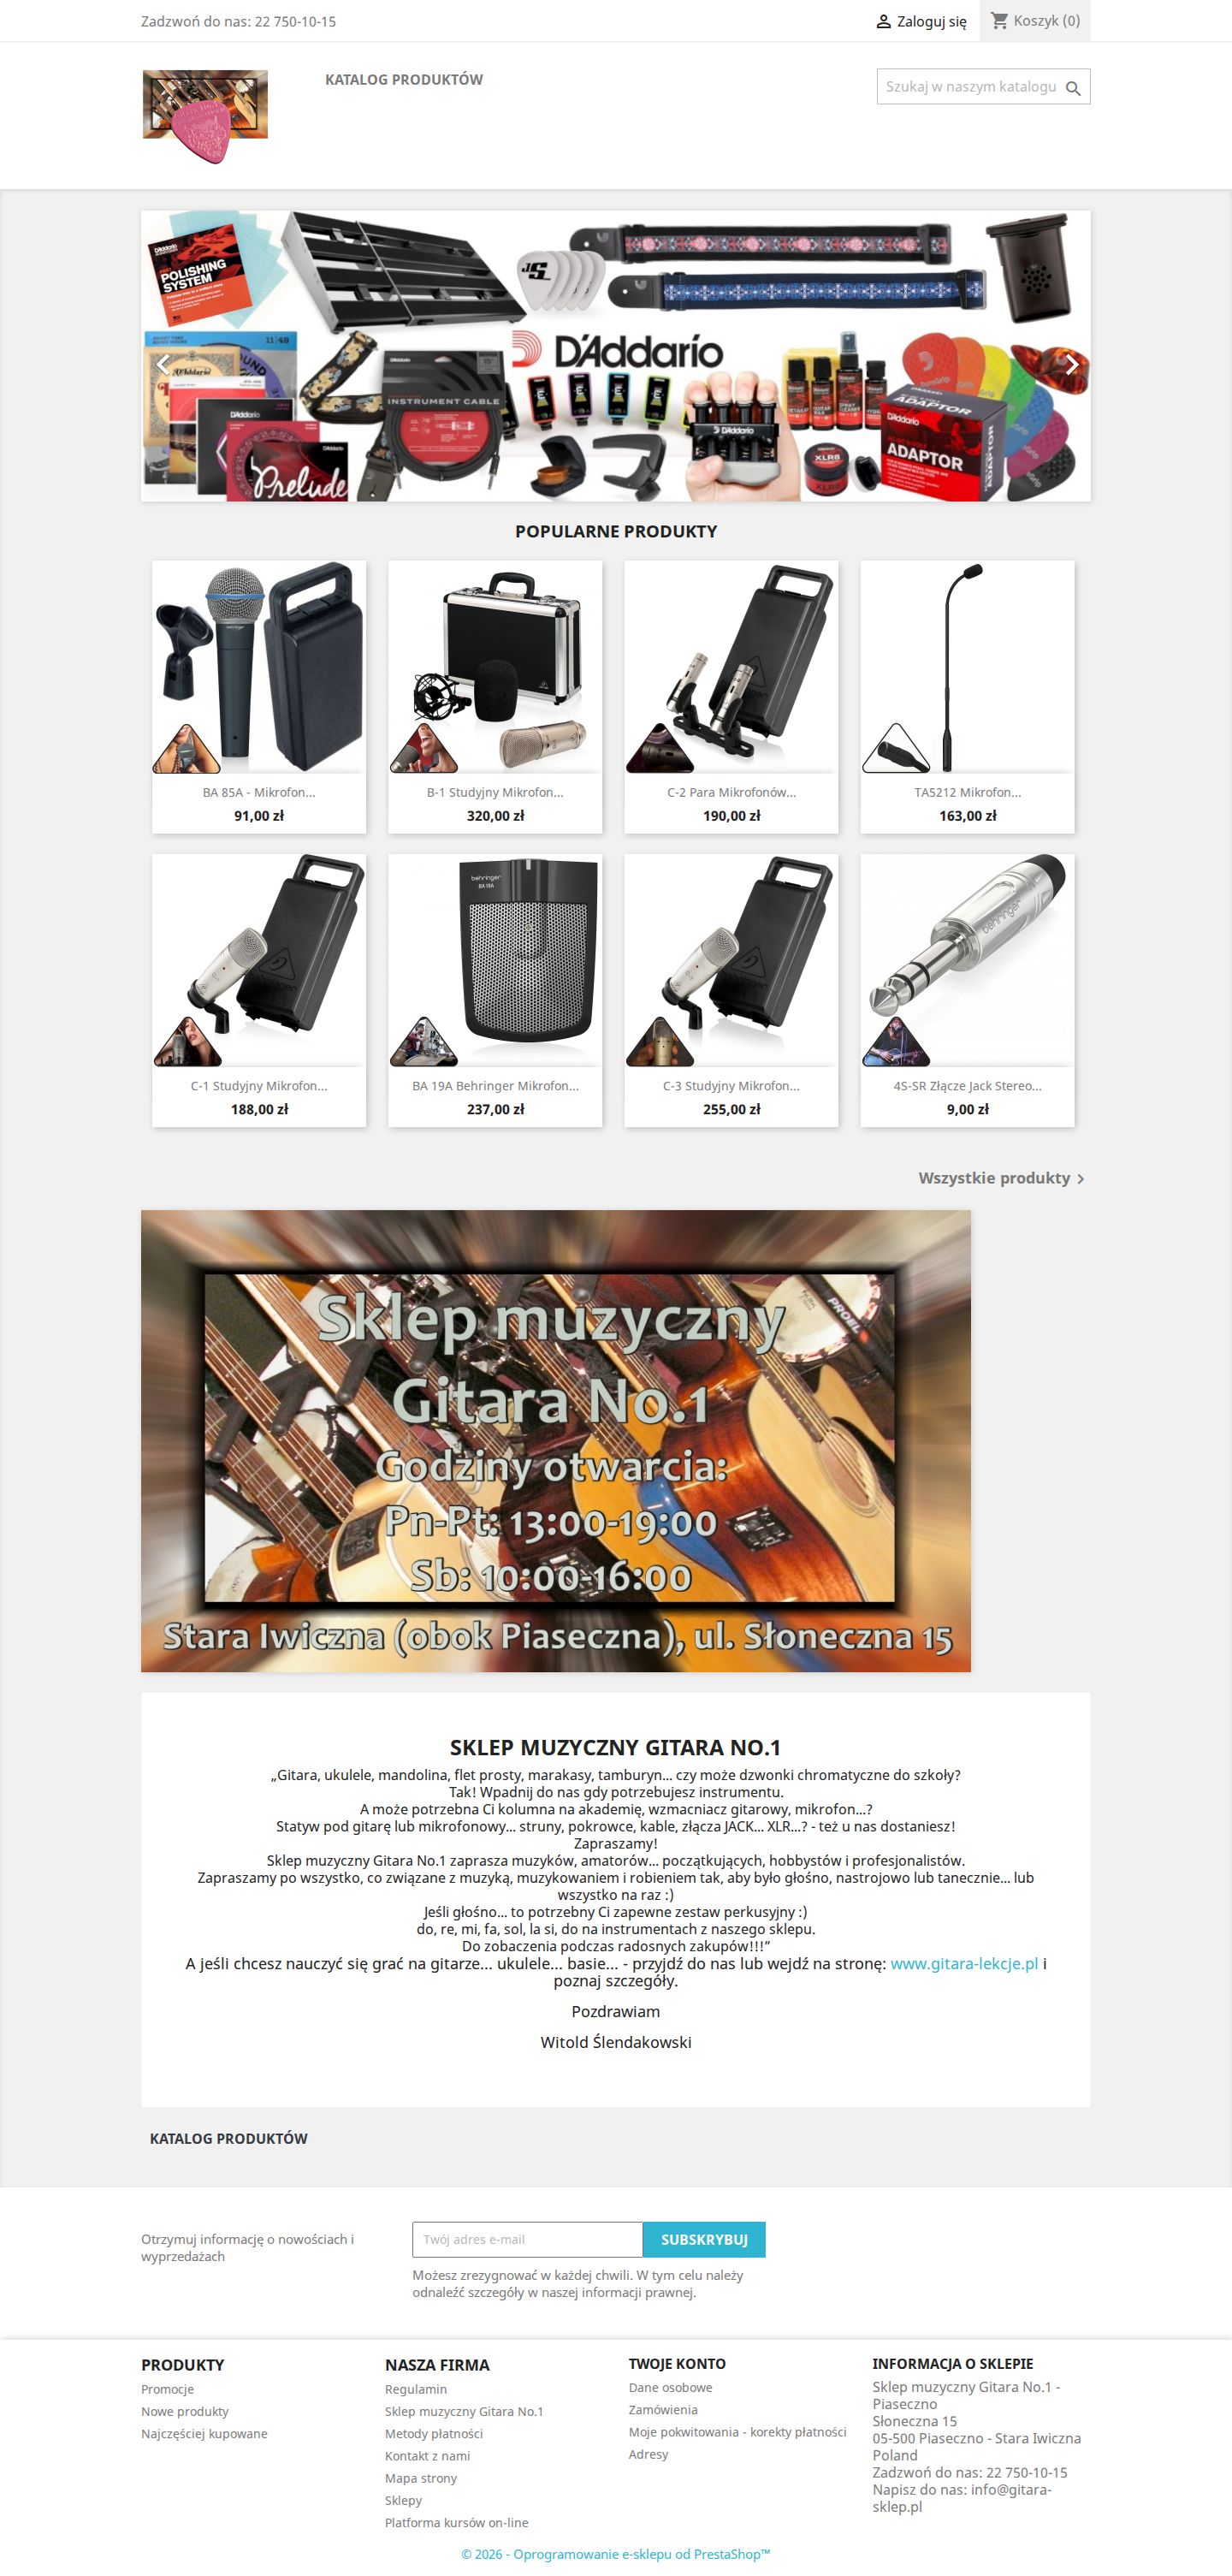 Zadzwoń do nas: 22 750-10-15
Zaloguj się
Koszyk (0)
KATALOG PRODUKTÓW
Szukaj w naszym katalogu
D'Addario
POLISHING SYSTEM
JS
11|49
D'Addario
INSTRUMENT CABLE
D'Addario
D'Addario
Prelude
D'Addario
XLR8
ADAPTOR
ADAPTOR
ADAPTOR
POPULARNE PRODUKTY
behringer
BA 85A - Mikrofon...
91,00 zł
B-1 Studyjny Mikrofon...
320,00 zł
C-2 Para Mikrofonów...
190,00 zł
TA5212 Mikrofon...
163,00 zł
behringer
BA 19A
behringer
C-1 Studyjny Mikrofon...
188,00 zł
BA 19A Behringer Mikrofon...
237,00 zł
C-3 Studyjny Mikrofon...
255,00 zł
4S-SR Złącze Jack Stereo...
9,00 zł
Wszystkie produkty
Sklep muzyczny
Gitara No.1
Godziny otwarcia:
Pn-Pt: 13:00-19:00
Sb: 10:00-16:00
Stara Iwiczna (obok Piaseczna), ul. Słoneczna 15
SKLEP MUZYCZNY GITARA NO.1
„Gitara, ukulele, mandolina, flet prosty, marakasy, tamburyn... czy może dzwonki chromatyczne do szkoły?
Tak! Wpadnij do nas gdy potrzebujesz instrumentu.
A może potrzebna Ci kolumna na akademię, wzmacniacz gitarowy, mikrofon...?
Statyw pod gitarę lub mikrofonowy... struny, pokrowce, kable, złącza JACK... XLR...? - też u nas dostaniesz!
Zapraszamy!
Sklep muzyczny Gitara No.1 zaprasza muzyków, amatorów... początkujących, hobbystów i profesjonalistów.
Zapraszamy po wszystko, co związane z muzyką, muzykowaniem i robieniem tak, aby było głośno, nastrojowo lub tanecznie... lub
wszystko na raz :)
Jeśli głośno... to potrzebny Ci zapewne zestaw perkusyjny :)
do, re, mi, fa, sol, la si, do na instrumentach z naszego sklepu.
Do zobaczenia podczas radosnych zakupów!!!”
A jeśli chcesz nauczyć się grać na gitarze... ukulele... basie... - przyjdź do nas lub wejdź na stronę: www.gitara-lekcje.pl i
poznaj szczegóły.
Pozdrawiam
Witold Ślendakowski
KATALOG PRODUKTÓW
Otrzymuj informację o nowościach i
wyprzedażach
Twój adres e-mail
SUBSKRYBUJ
Możesz zrezygnować w każdej chwili. W tym celu należy
odnaleźć szczegóły w naszej informacji prawnej.
PRODUKTY
Promocje
Nowe produkty
Najczęściej kupowane
NASZA FIRMA
Regulamin
Sklep muzyczny Gitara No.1
Metody płatności
Kontakt z nami
Mapa strony
Sklepy
Platforma kursów on-line
TWOJE KONTO
Dane osobowe
Zamówienia
Moje pokwitowania - korekty płatności
Adresy
INFORMACJA O SKLEPIE
Sklep muzyczny Gitara No.1 -
Piaseczno
Słoneczna 15
05-500 Piaseczno - Stara Iwiczna
Poland
Zadzwoń do nas: 22 750-10-15
Napisz do nas: info@gitara-
sklep.pl
© 2026 - Oprogramowanie e-sklepu od PrestaShop™